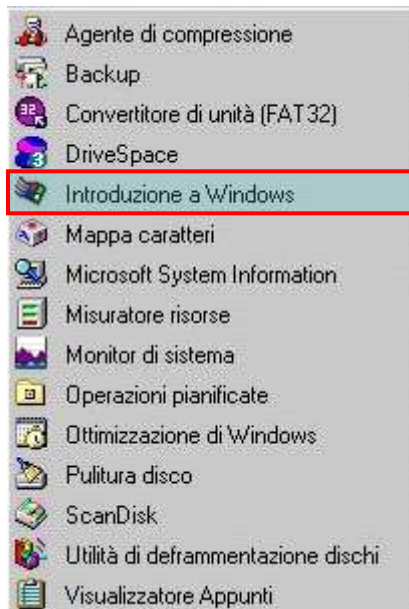 Agente di compressione
Backup
Convertitore di unità (FAT32)
DriveSpace
Introduzione a Windows
Mappa caratteri
Microsoft System Information
Misuratore risorse
Monitor di sistema
Operazioni pianificate
Ottimizzazione di Windows
Pulitura disco
ScanDisk
Utilità di deframmentazione dischi
Visualizzatore Appunti